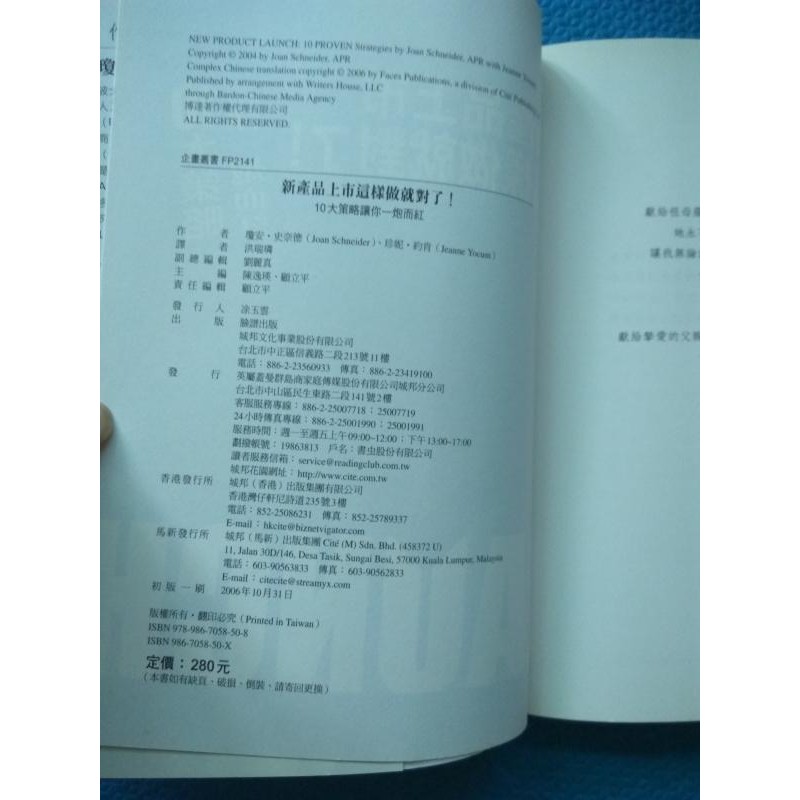 NEW PRODUCT LAUNCH: 10 PROVEN Strategies by Joan Schneider, APR with Jeanne
Copyright © 2004 by Joan Schneider, APR
Complex Chinese translation copyright © 2006 by Faces Publications, a division of Cité Publishing
Published by arrangement with Writers House, LLC
through Bardon-Chinese Media Agency
博達著作權代理有限公司
ALL RIGHTS RESERVED.
企畫叢書 FP2141
新產品上市這樣做就對了!
10大策略讓你一炮而紅
作者 瓊安‧史奈德(Joan Schneider)、珍妮‧約肯(Jeanne Yocum)
譯者 洪瑞璘
副總編輯 劉麗真
主編 陳逸瑛‧顧立平
責任編輯 顧立平
發行人 涂玉雲
出版 臉譜出版
城邦文化事業股份有限公司
台北市中正區信義路二段213號11樓
電話:886-2-23560933 傳真:886-2-23419100
發行 英屬蓋曼群島商家庭傳媒股份有限公司城邦分公司
台北市中山區民生東路二段141號2樓
客服服務專線:886-2-25007718;25007719
24小時傳真專線:886-2-25001990;25001991
服務時間:週一至週五上午09:00~12:00;下午13:00~17:00
劃撥帳號:19863813 戶名:書虫股份有限公司
讀者服務信箱:service@readingclub.com.tw
城邦花園網址:http://www.cite.com.tw
香港發行所 城邦(香港)出版集團有限公司
香港灣仔軒尼詩道235號3樓
電話:852-25086231 傳真:852-25789337
E-mail:hkcite@biznetvigator.com
馬新發行所 城邦(馬新)出版集團 Cité (M) Sdn. Bhd. (458372 U)
11, Jalan 30D/146, Desa Tasik, Sungai Besi, 57000 Kuala Lumpur, Malaysia
電話:603-90563833 傳真:603-90562833
E-mail:citecite@streamyx.com
初版一刷 2006年10月31日
版權所有‧翻印必究(Printed in Taiwan)
ISBN 978-986-7058-50-8
ISBN 986-7058-50-X
定價:280元
(本書如有缺頁、破損、倒裝,請寄回更換)
獻給
她永
讓我無論
獻給摯愛的父親